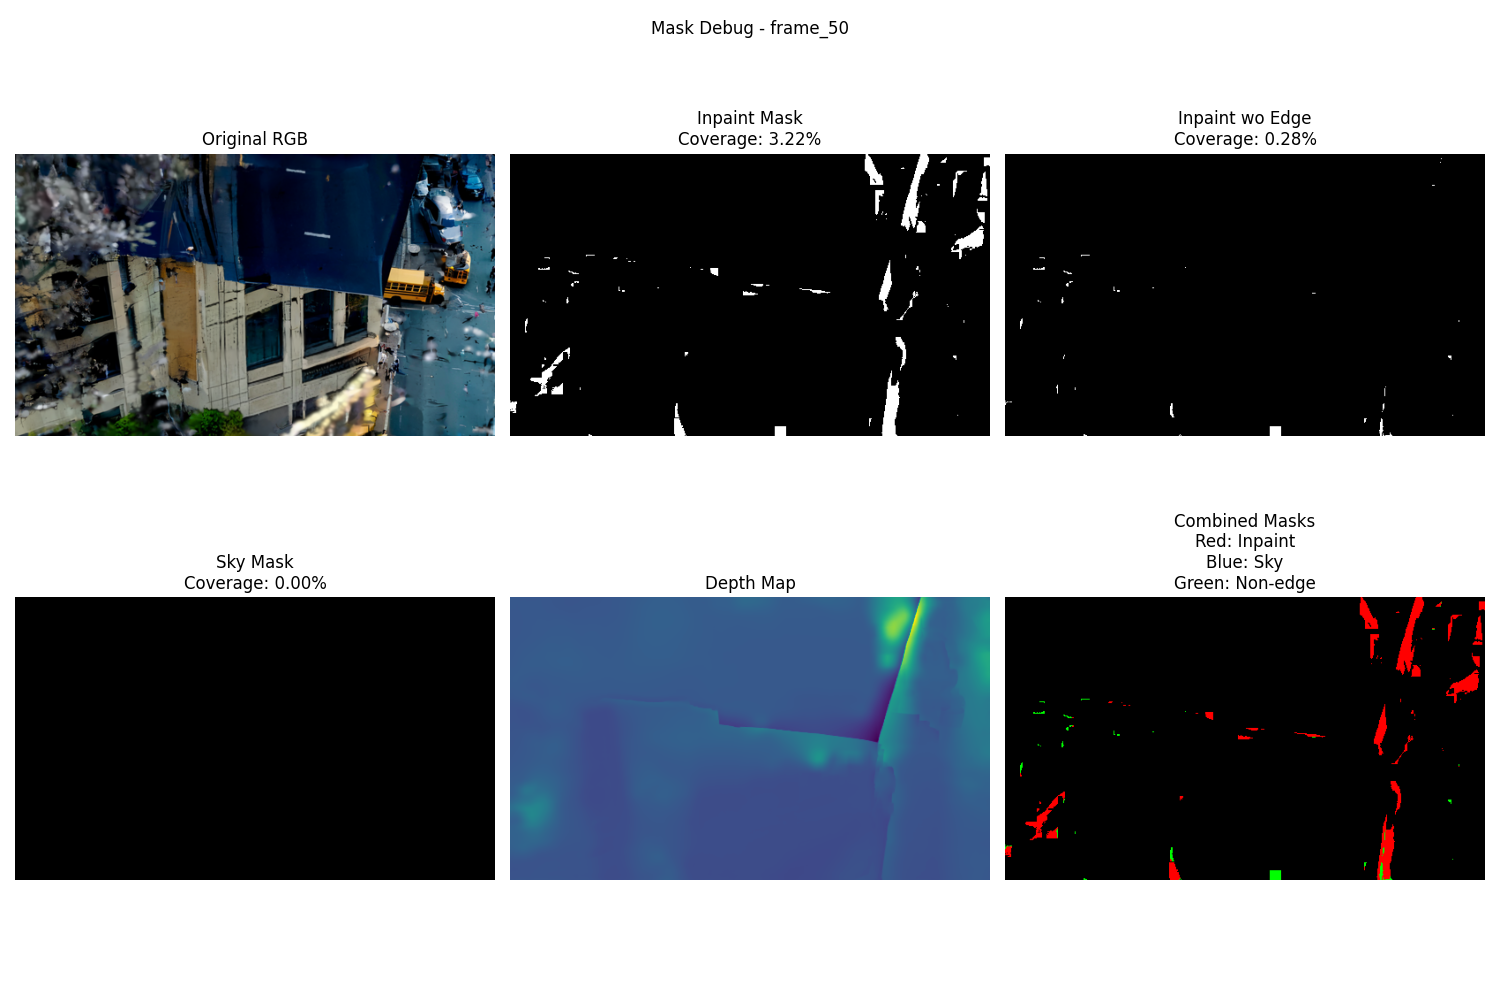 Mask Debug - frame_50
Original RGB
Inpaint Mask
Coverage: 3.22%
Inpaint wo Edge
Coverage: 0.28%
Sky Mask
Coverage: 0.00%
Depth Map
Combined Masks
Red: Inpaint
Blue: Sky
Green: Non-edge